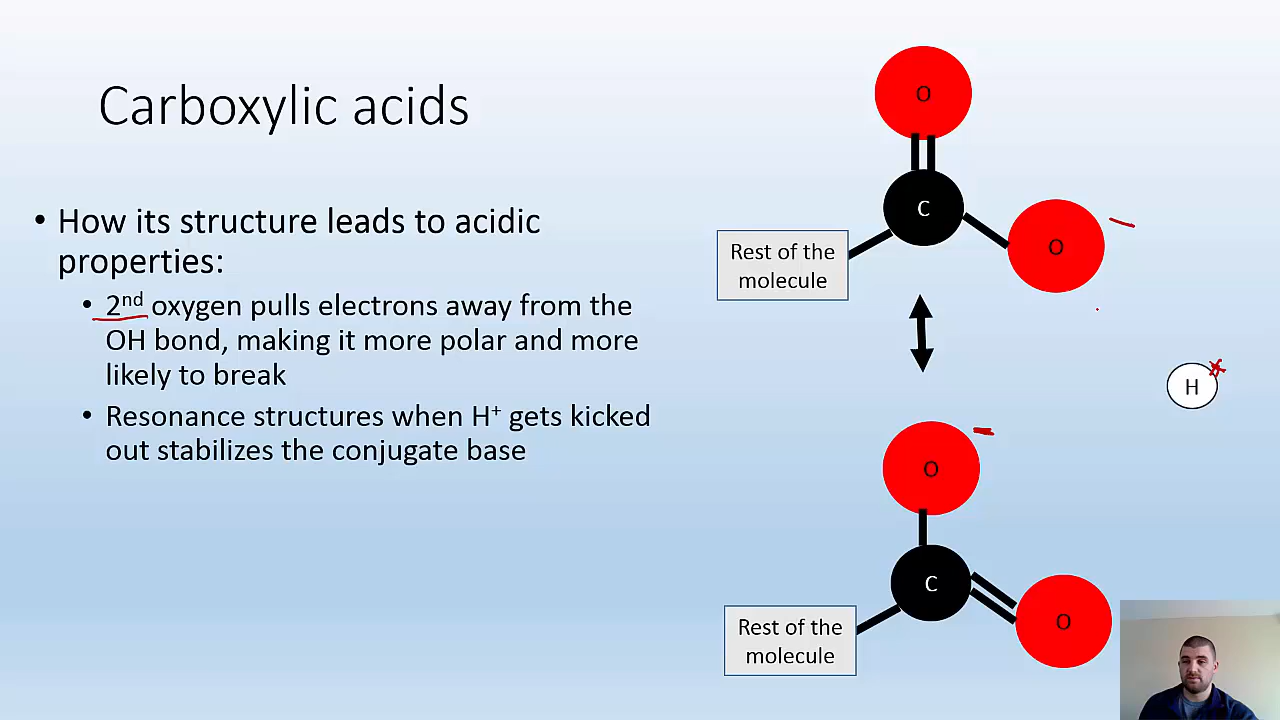 Carboxylic acids
• How its structure leads to acidic
properties:
• 2nd oxygen pulls electrons away from the
OH bond, making it more polar and more
likely to break
• Resonance structures when H⁺ gets kicked
out stabilizes the conjugate base
O
C
O
Rest of the
molecule
H
O
C
O
Rest of the
molecule